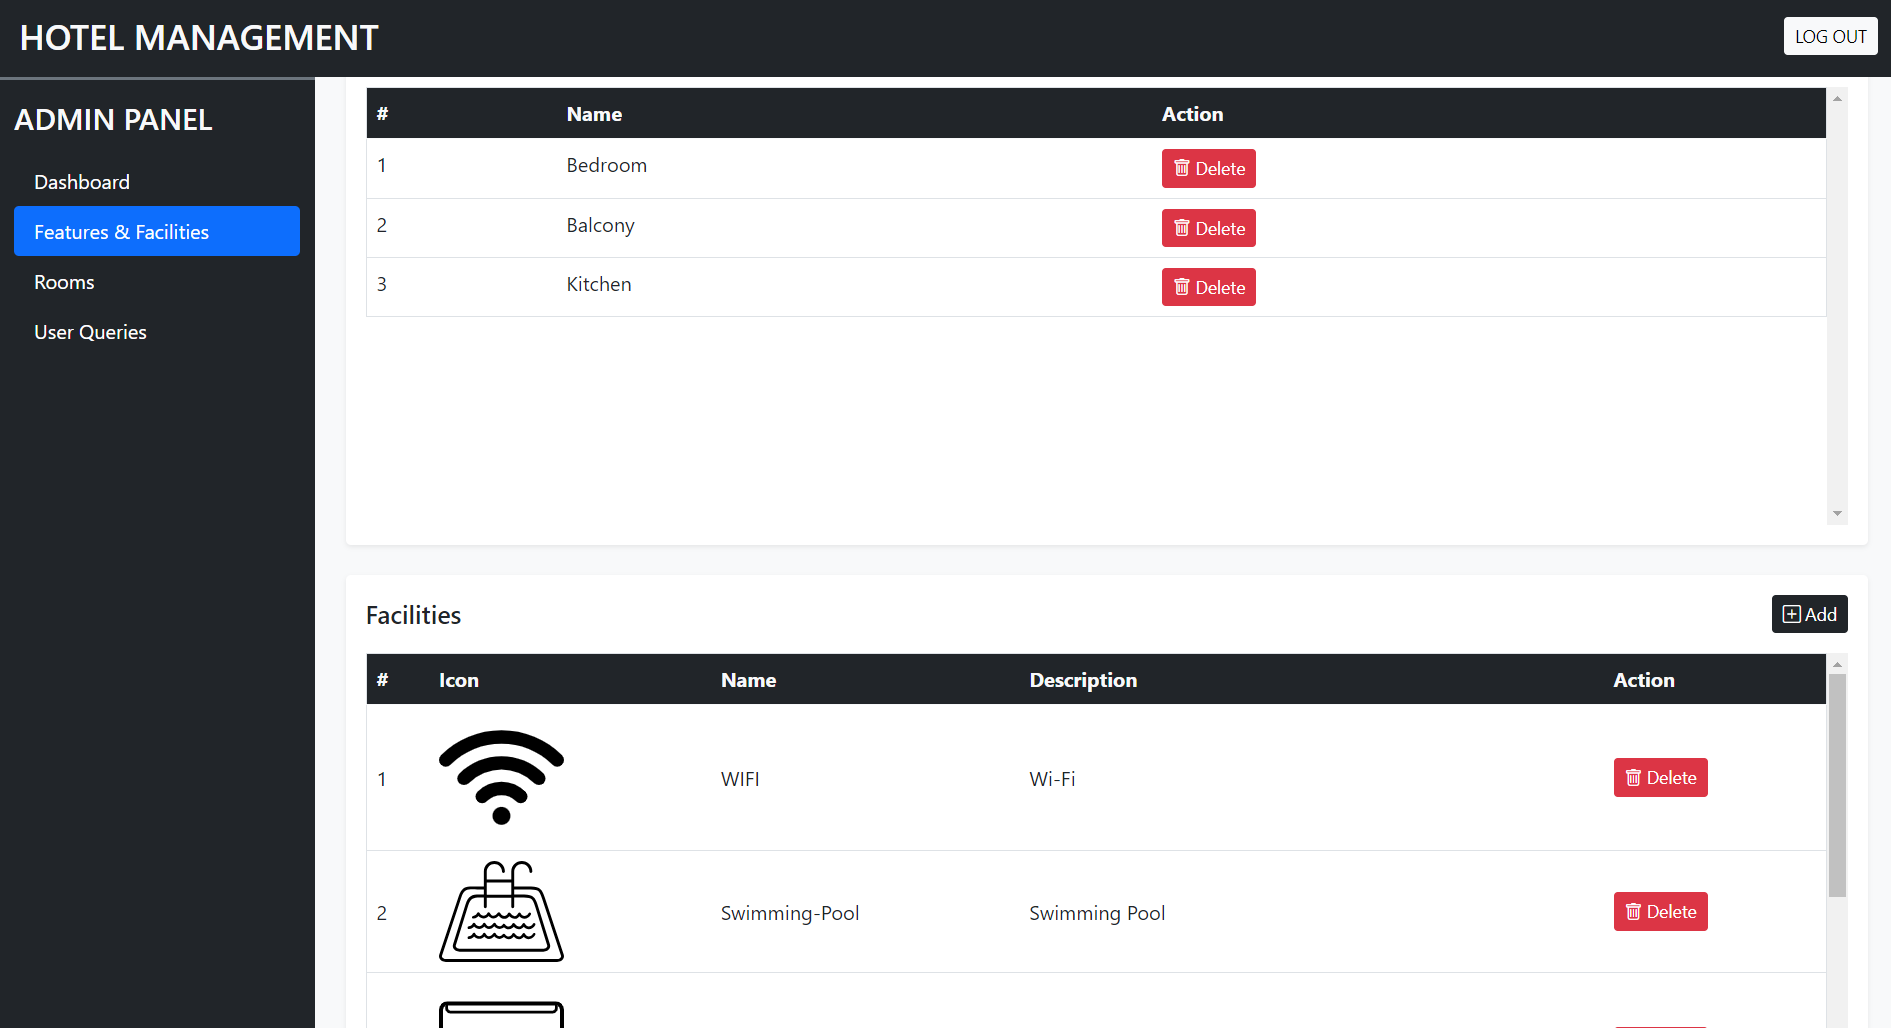 HOTEL MANAGEMENT
LOG OUT
ADMIN PANEL
Dashboard
Features & Facilities
Rooms
User Queries
# Name Action
1 Bedroom Delete
2 Balcony Delete
3 Kitchen Delete
Facilities
Add
# Icon Name Description Action
1 WIFI Wi-Fi Delete
2 Swimming-Pool Swimming Pool Delete